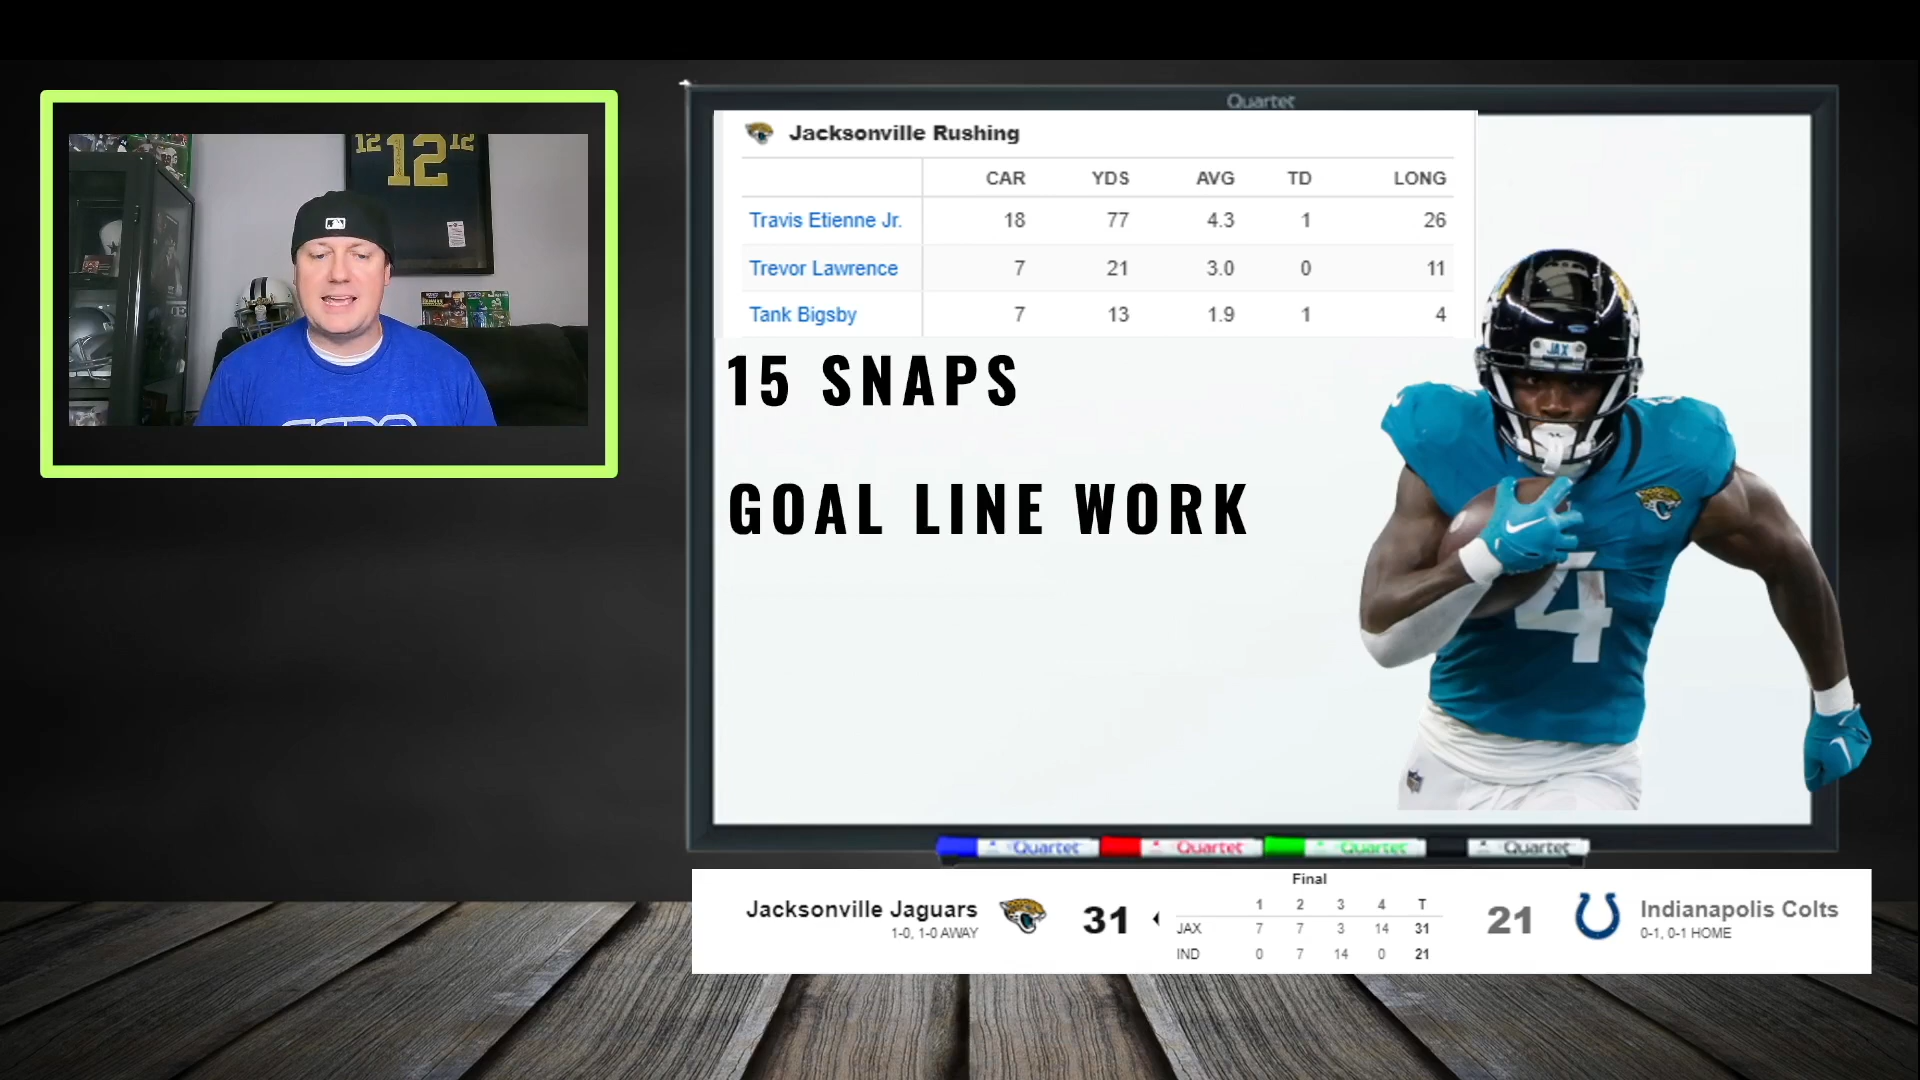 12 12 12
Quartet
Jacksonville Rushing
CAR YDS AVG TD LONG
Travis Etienne Jr. 18 77 4.3 1 26
Trevor Lawrence 7 21 3.0 0 11
Tank Bigsby 7 13 1.9 1 4
15 SNAPS
GOAL LINE WORK
JAX
4
Quartet Quartet Quartet Quartet
Final
1 2 3 4 T
Jacksonville Jaguars 31 JAX 7 7 3 14 31 21 Indianapolis Colts
1-0, 1-0 AWAY 0-1, 0-1 HOME
IND 0 7 14 0 21